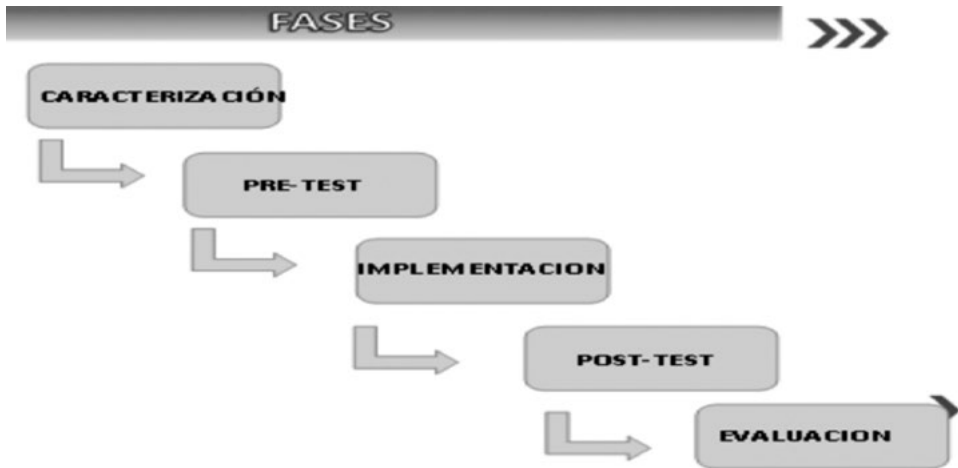 FASES
CARACTERIZACIÓN
PRE-TEST
IMPLEMENTACION
POST-TEST
EVALUACION